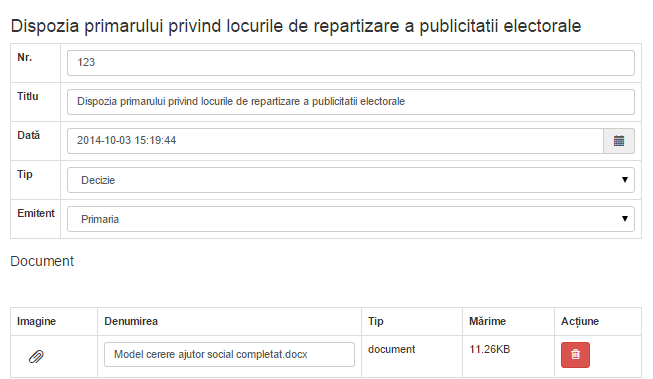 Dispozia primarului privind locurile de repartizare a publicitatii electorale
Nr. 123
Titlu Dispozia primarului privind locurile de repartizare a publicitatii electorale
Dată 2014-10-03 15:19:44
Tip Decizie
Emitent Primaria
Document
Imagine Denumirea Tip Mărime Acțiune
Model cerere ajutor social completat.docx document 11.26KB